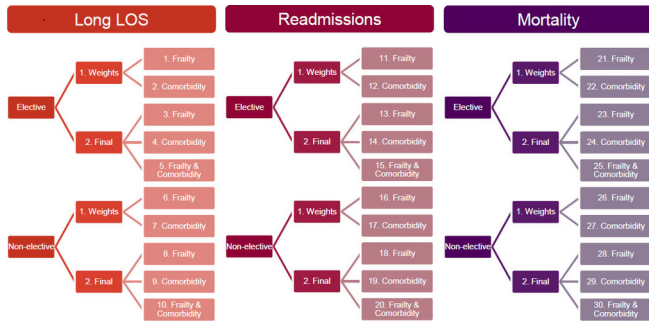 Long LOS
Elective
1. Weights
1. Frailty
2. Comorbidity
2. Final
3. Frailty
4. Comorbidity
5. Frailty &
Comorbidity
Non-elective
1. Weights
6. Frailty
7. Comorbidity
2. Final
8. Frailty
9. Comorbidity
10. Frailty &
Comorbidity
Readmissions
Elective
1. Weights
11. Frailty
12. Comorbidity
2. Final
13. Frailty
14. Comorbidity
15. Frailty &
Comorbidity
Non-elective
1. Weights
16. Frailty
17. Comorbidity
2. Final
18. Frailty
19. Comorbidity
20. Frailty &
Comorbidity
Mortality
Elective
1. Weights
21. Frailty
22. Comorbidity
2. Final
23. Frailty
24. Comorbidity
25. Frailty &
Comorbidity
Non-elective
1. Weights
26. Frailty
27. Comorbidity
2. Final
28. Frailty
29. Comorbidity
30. Frailty &
Comorbidity